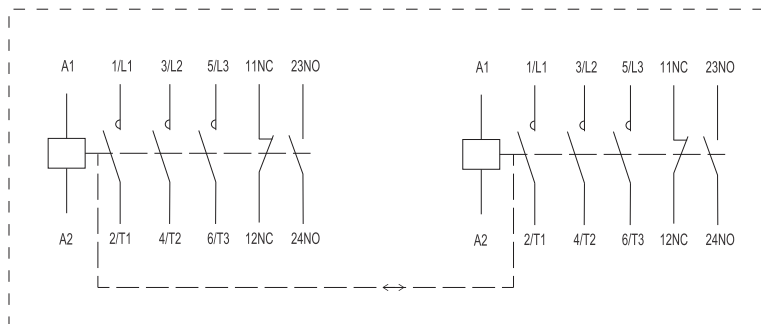 A1 1/L1 3/L2 5/L3 11NC 23NO A1 1/L1 3/L2 5/L3 11NC 23NO
A2 2/T1 4/T2 6/T3 12NC 24NO A2 2/T1 4/T2 6/T3 12NC 24NO